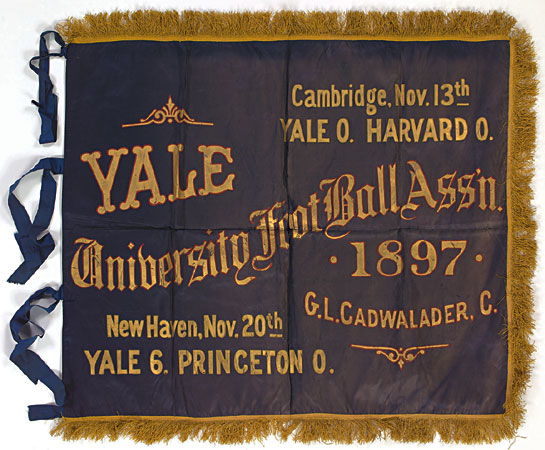 Cambridge, Nov. 13th
YALE 0. HARVARD 0.
YALE
University Foot Ball Ass'n.
· 1897 ·
G.L. CADWALADER, C.
New Haven, Nov. 20th
YALE 6. PRINCETON 0.